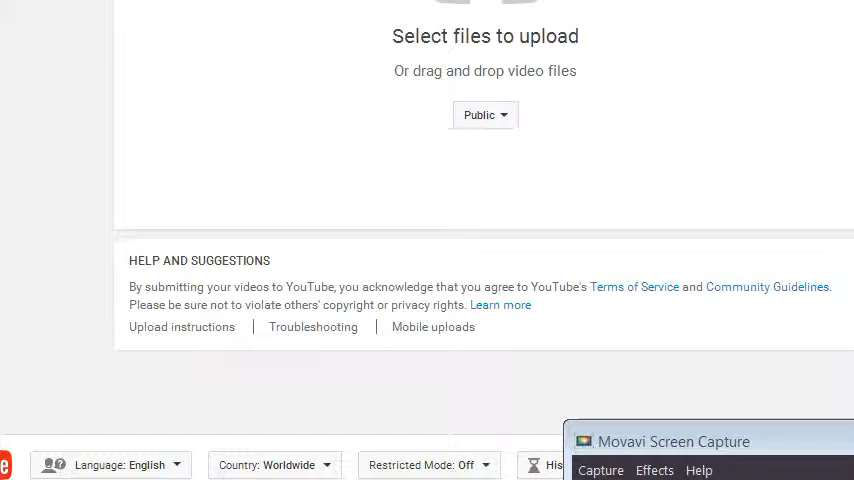 Select files to upload
Or drag and drop video files
Public
HELP AND SUGGESTIONS
By submitting your videos to YouTube, you acknowledge that you agree to YouTube's Terms of Service and Community Guidelines.
Please be sure not to violate others' copyright or privacy rights. Learn more
Upload instructions | Troubleshooting | Mobile uploads
Movavi Screen Capture
Language: English Country: Worldwide Restricted Mode: Off His
Capture Effects Help